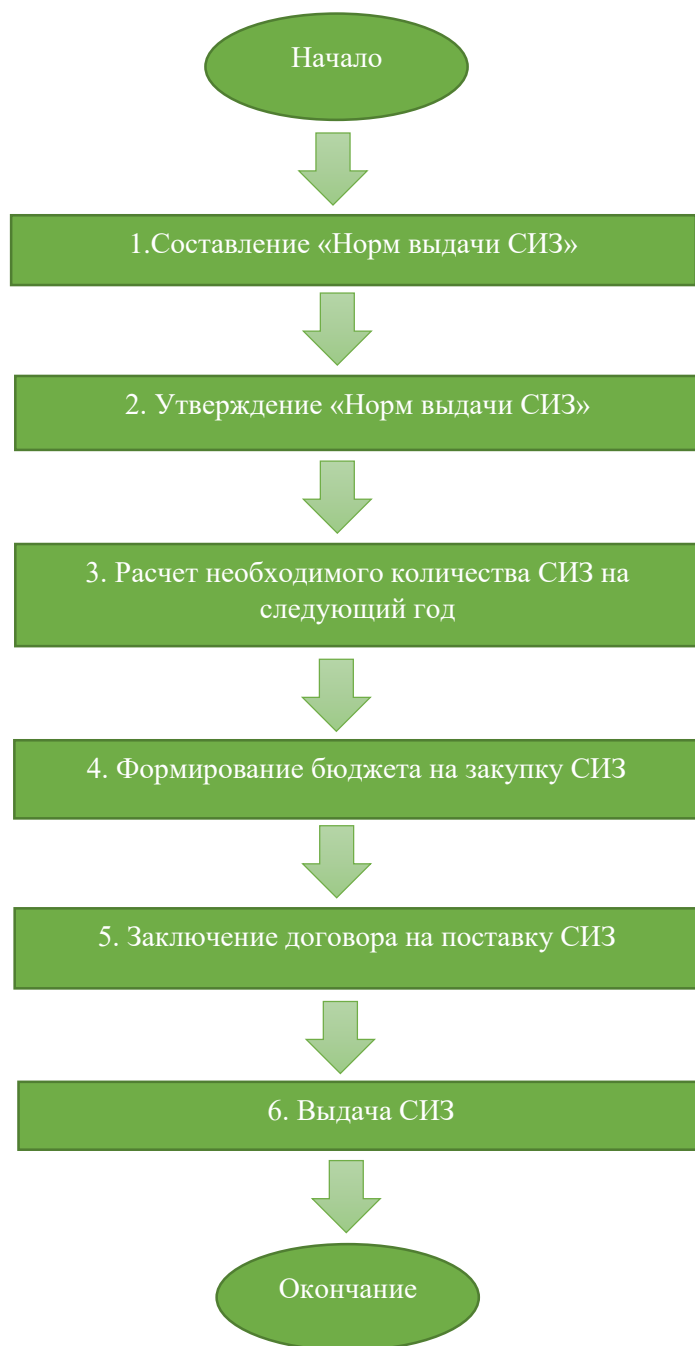 Начало
1.Составление «Норм выдачи СИЗ»
2. Утверждение «Норм выдачи СИЗ»
3. Расчет необходимого количества СИЗ на
следующий год
4. Формирование бюджета на закупку СИЗ
5. Заключение договора на поставку СИЗ
6. Выдача СИЗ
Окончание